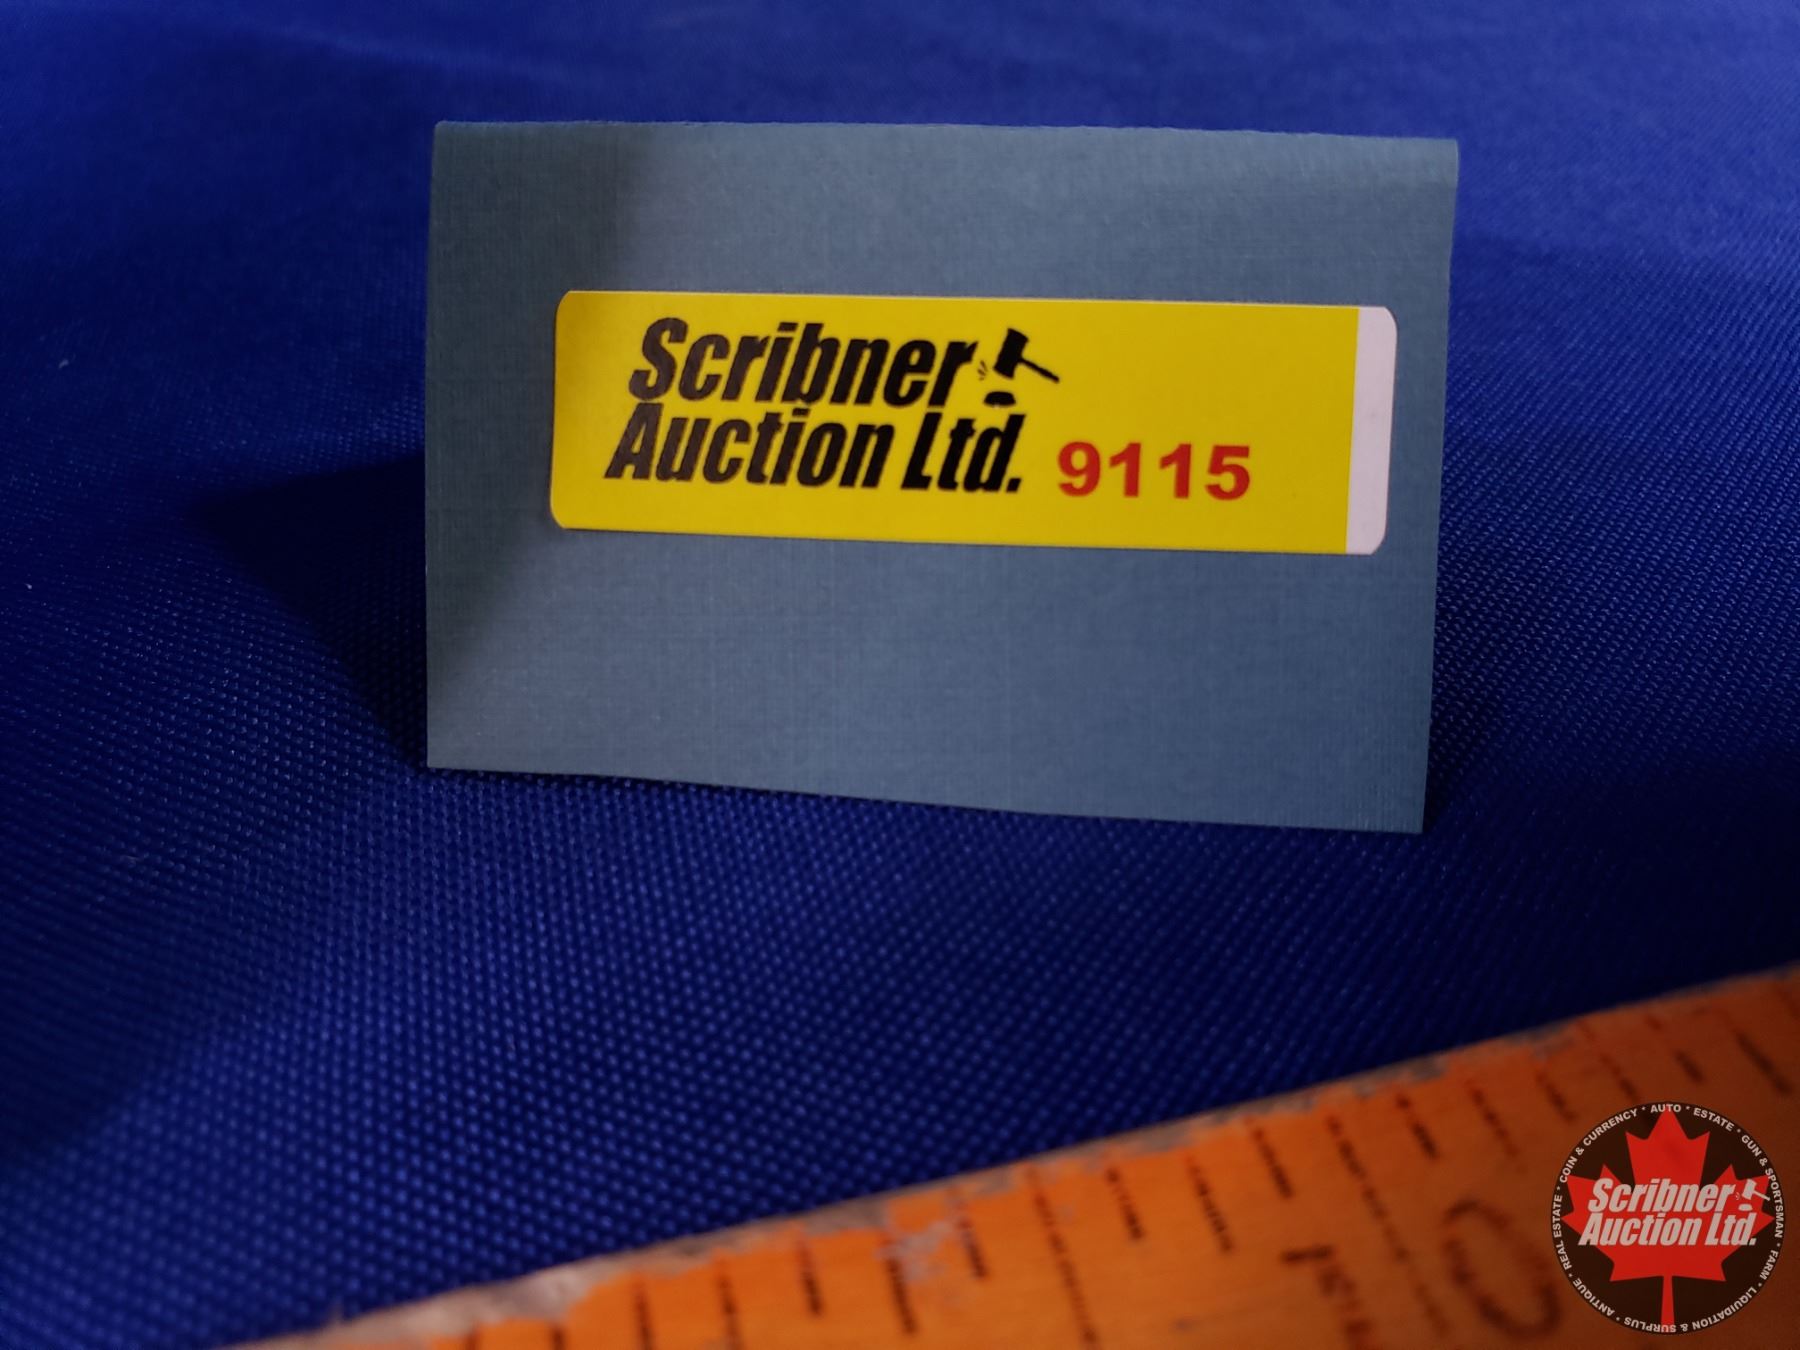 Scribner
Auction Ltd. 9115
COIN & CURRENCY * AUTO * ESTATE * GUN & SPORTSMAN * FARM * LIQUIDATION & SURPLUS * ANTIQUE * REAL ESTATE *
Scribner
Auction Ltd.